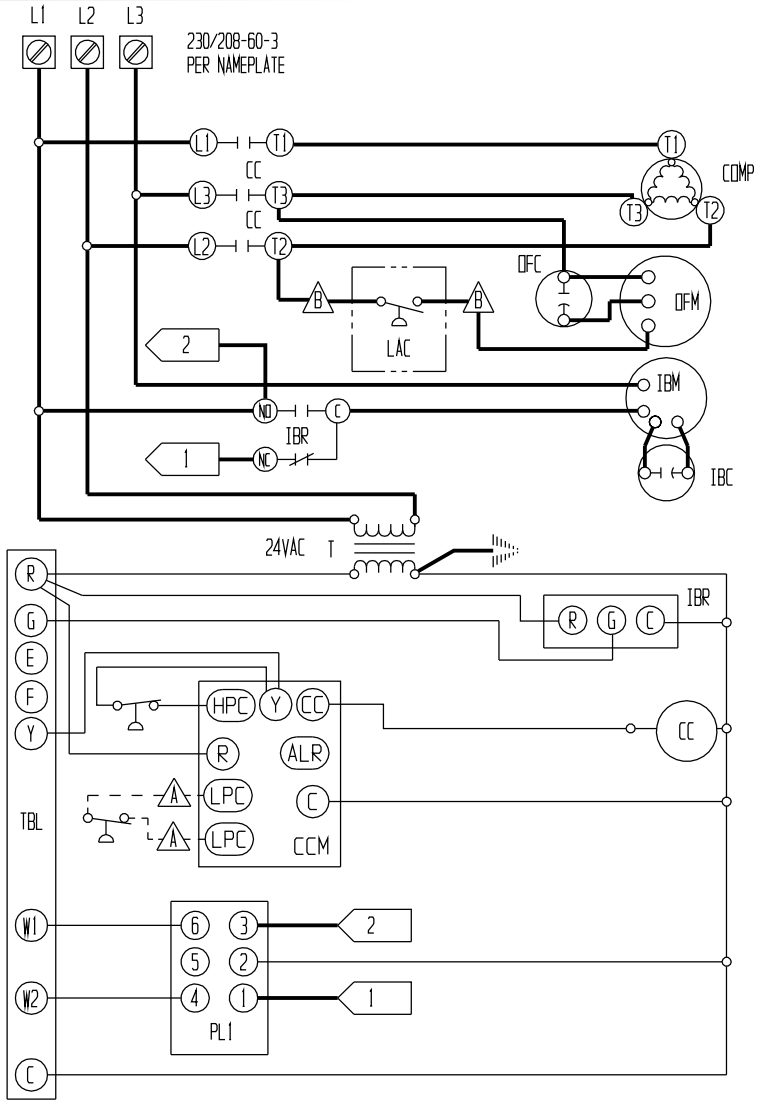 L1 L2 L3
230/208-60-3
PER NAMEPLATE
L1 T1 T1
CC
COMP
L3 T3
T3 T2
CC
L2 T2
OFC
B B
OFM
2
LAC
IBM
NO C
IBR
1 NC
IBC
24VAC T
R
IBR
G
R G C
E
F
HPC Y CC
Y
CC
R ALR
A LPC
C
TBL
A LPC
CCM
W1 6 3 2
5 2
W2 4 1 1
PL1
C